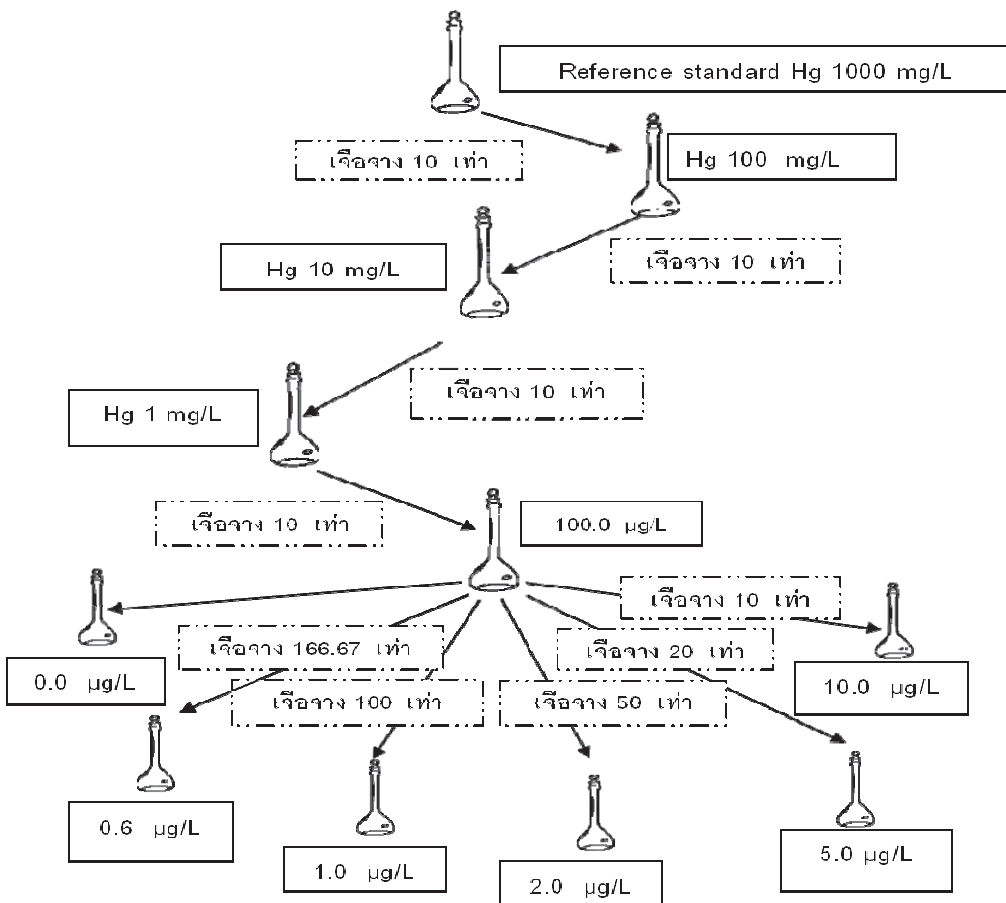 Reference standard Hg 1000 mg/L
เจือจาง 10 เท่า
Hg 100 mg/L
Hg 10 mg/L
เจือจาง 10 เท่า
เจือจาง 10 เท่า
Hg 1 mg/L
เจือจาง 10 เท่า
100.0 µg/L
เจือจาง 10 เท่า
เจือจาง 166.67 เท่า
เจือจาง 20 เท่า
0.0 µg/L
เจือจาง 100 เท่า
เจือจาง 50 เท่า
10.0 µg/L
0.6 µg/L
1.0 µg/L
2.0 µg/L
5.0 µg/L